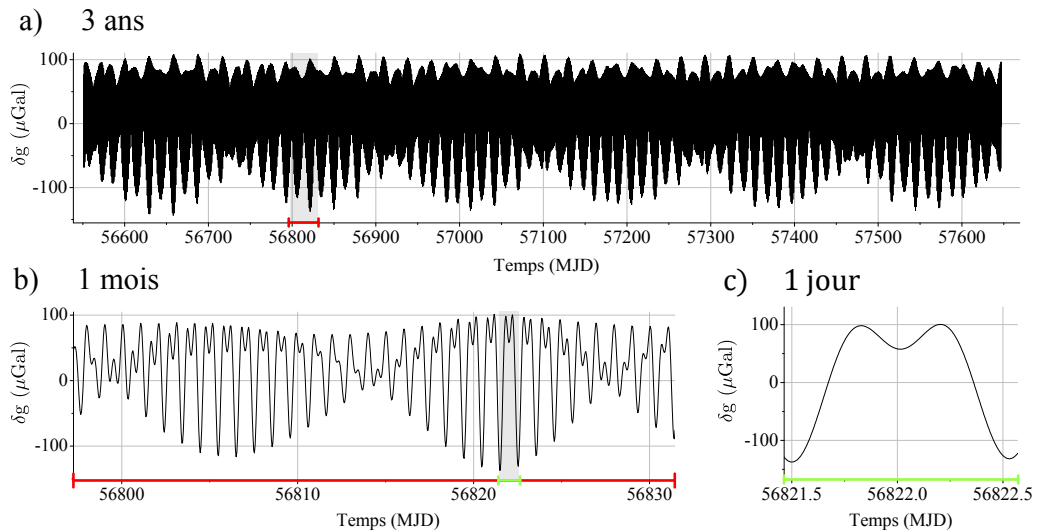 a) 3 ans
δg (μGal)
100
0
-100
56600 56700 56800 56900 57000 57100 57200 57300 57400 57500 57600
Temps (MJD)
b) 1 mois
δg (μGal)
100
0
-100
56800 56810 56820 56830
Temps (MJD)
c) 1 jour
δg (μGal)
100
0
-100
56821.5 56822.0 56822.5
Temps (MJD)